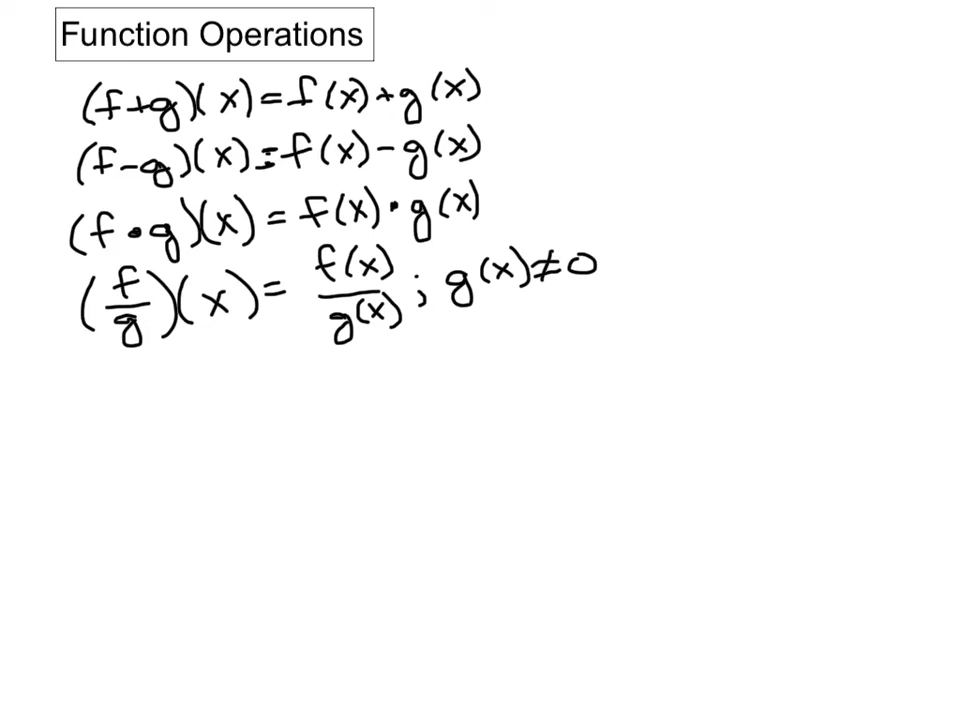 Function Operations
(f+g)(x)=f(x)+g(x)
(f-g)(x)=f(x)-g(x)
(f•g)(x)=f(x)•g(x)
(f/g)(x)=f(x)/g(x); g(x)≠0